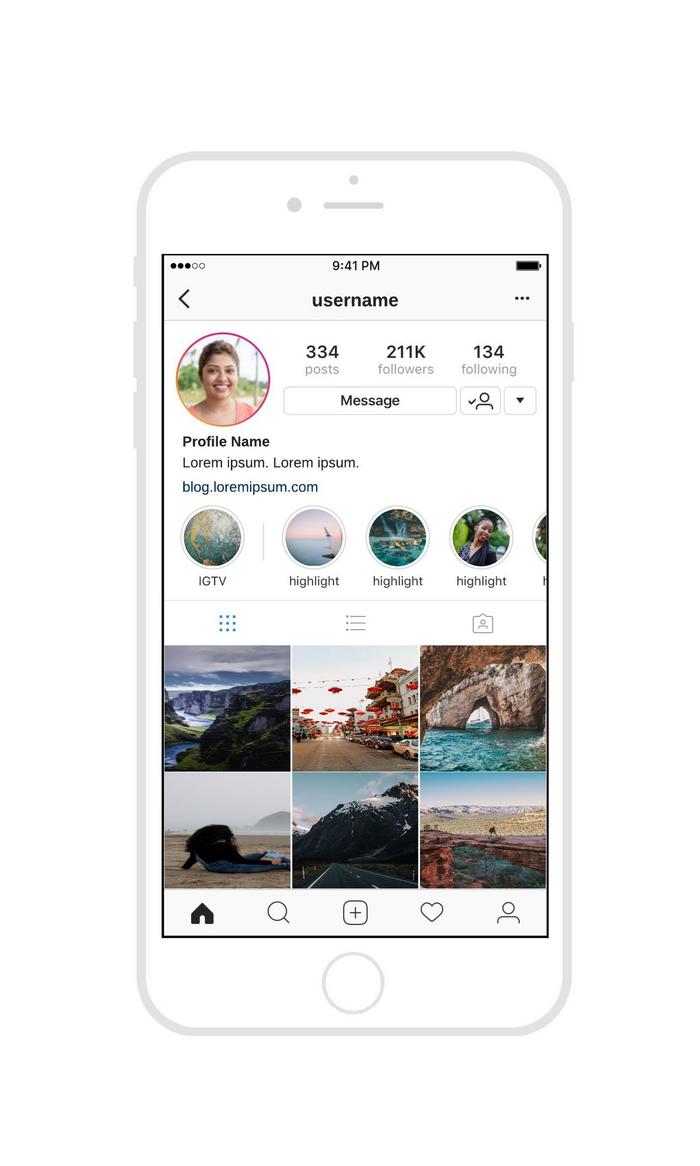 9:41 PM
username
334 211K 134
posts followers following
Message
Profile Name
Lorem ipsum. Lorem ipsum.
blog.loremipsum.com
IGTV highlight highlight highlight h